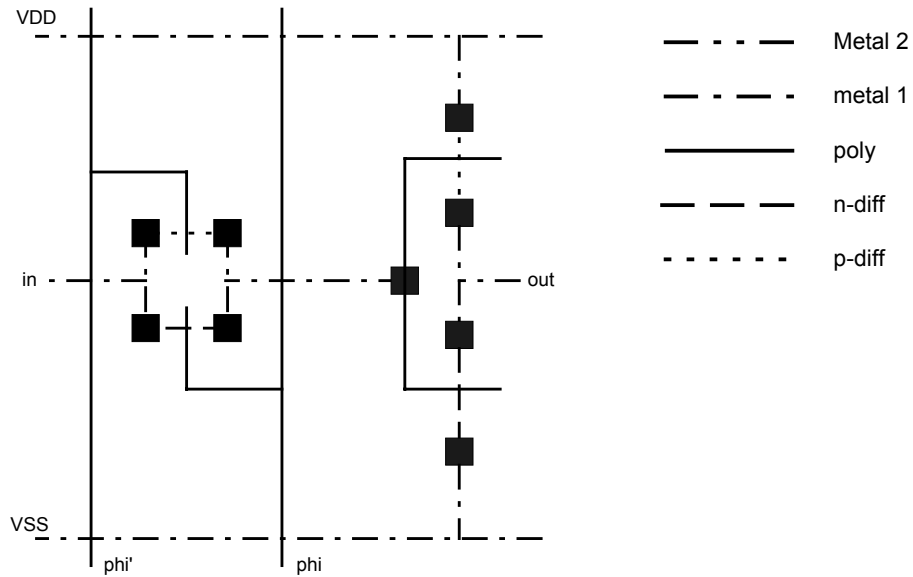 VDD
in
out
VSS
phi'
phi
Metal 2
metal 1
poly
n-diff
p-diff